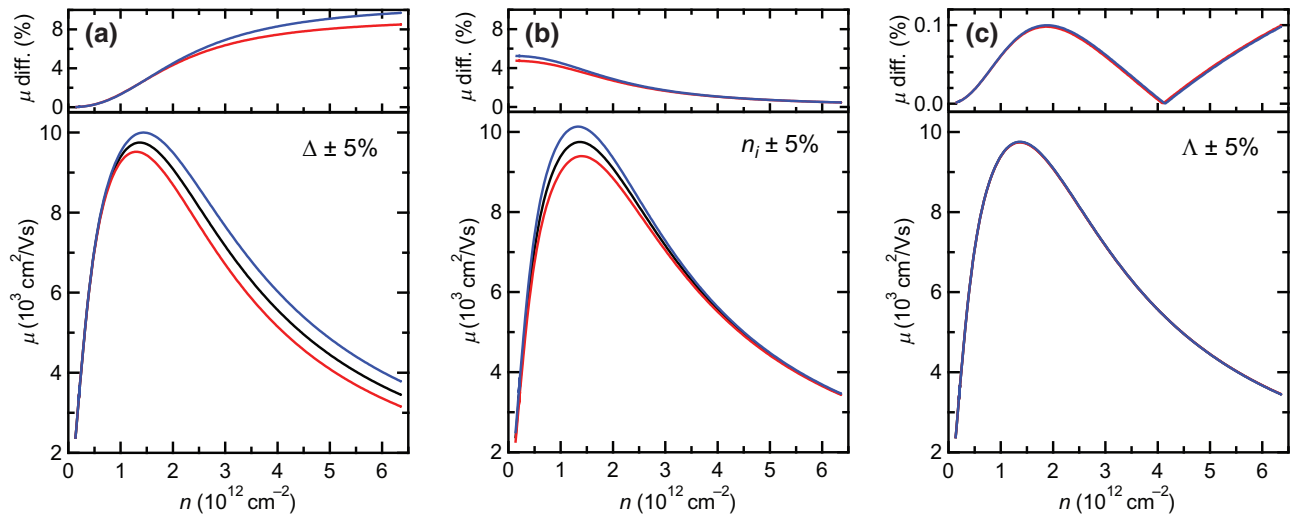 (a)
μ diff. (%)
8
4
0
Δ ± 5%
μ (10³ cm²/Vs)
10
8
6
4
2
0 1 2 3 4 5 6
n (10¹² cm⁻²)
(b)
μ diff. (%)
8
4
0
nᵢ ± 5%
μ (10³ cm²/Vs)
10
8
6
4
2
0 1 2 3 4 5 6
n (10¹² cm⁻²)
(c)
μ diff. (%)
0.1
0.0
Λ ± 5%
μ (10³ cm²/Vs)
10
8
6
4
2
0 1 2 3 4 5 6
n (10¹² cm⁻²)